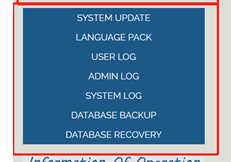 SYSTEM UPDATE
LANGUAGE PACK
USER LOG
ADMIN LOG
SYSTEM LOG
DATABASE BACKUP
DATABASE RECOVERY
Information Of Operation